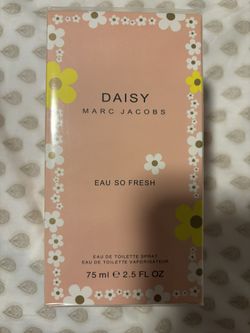 DAISY
MARC JACOBS
EAU SO FRESH
EAU DE TOILETTE SPRAY
EAU DE TOILETTE VAPORISATEUR
75 ml ℮ 2.5 FL OZ